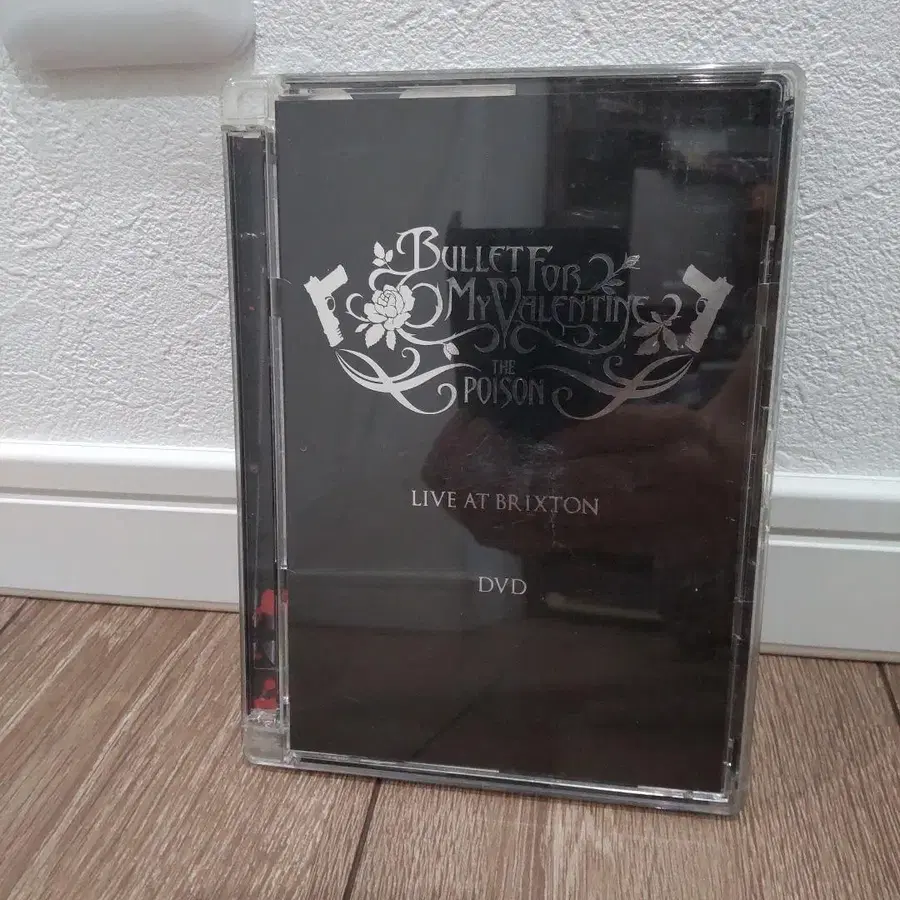 BULLET FOR
MY VALENTINE
THE
POISON
LIVE AT BRIXTON
DVD